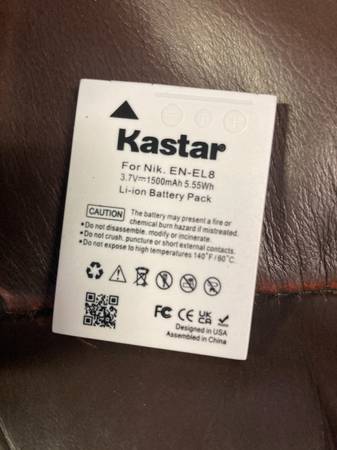 Kastar
For Nik. EN-EL8
3.7V⎓1500mAh 5.55Wh
Li-ion Battery Pack
CAUTION The battery may present a fire or
chemical burn hazard if mistreated.
•Do not disassemble, modify or incinerate.
•Do not crush, puncture or short external contacts.
•Do not expose to high temperatures 140°F/60°C.
FC CE UKCA
Designed in USA
Assembled in China